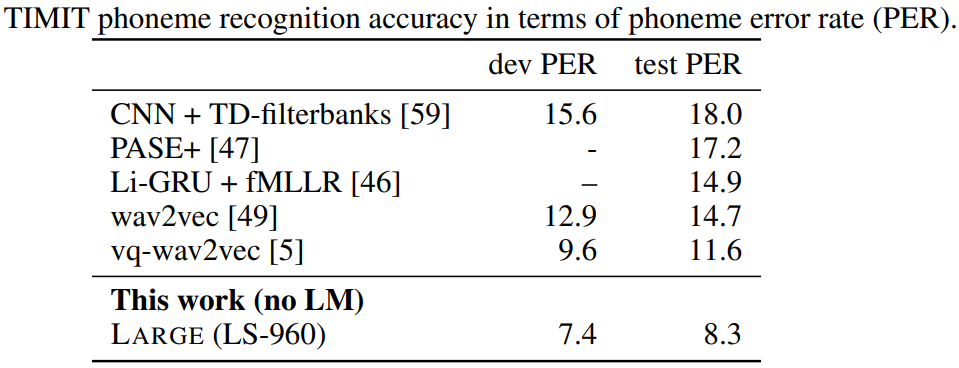 TIMIT phoneme recognition accuracy in terms of phoneme error rate (PER).
dev PER test PER
CNN + TD-filterbanks [59] 15.6 18.0
PASE+ [47] - 17.2
Li-GRU + fMLLR [46] – 14.9
wav2vec [49] 12.9 14.7
vq-wav2vec [5] 9.6 11.6
This work (no LM)
LARGE (LS-960) 7.4 8.3